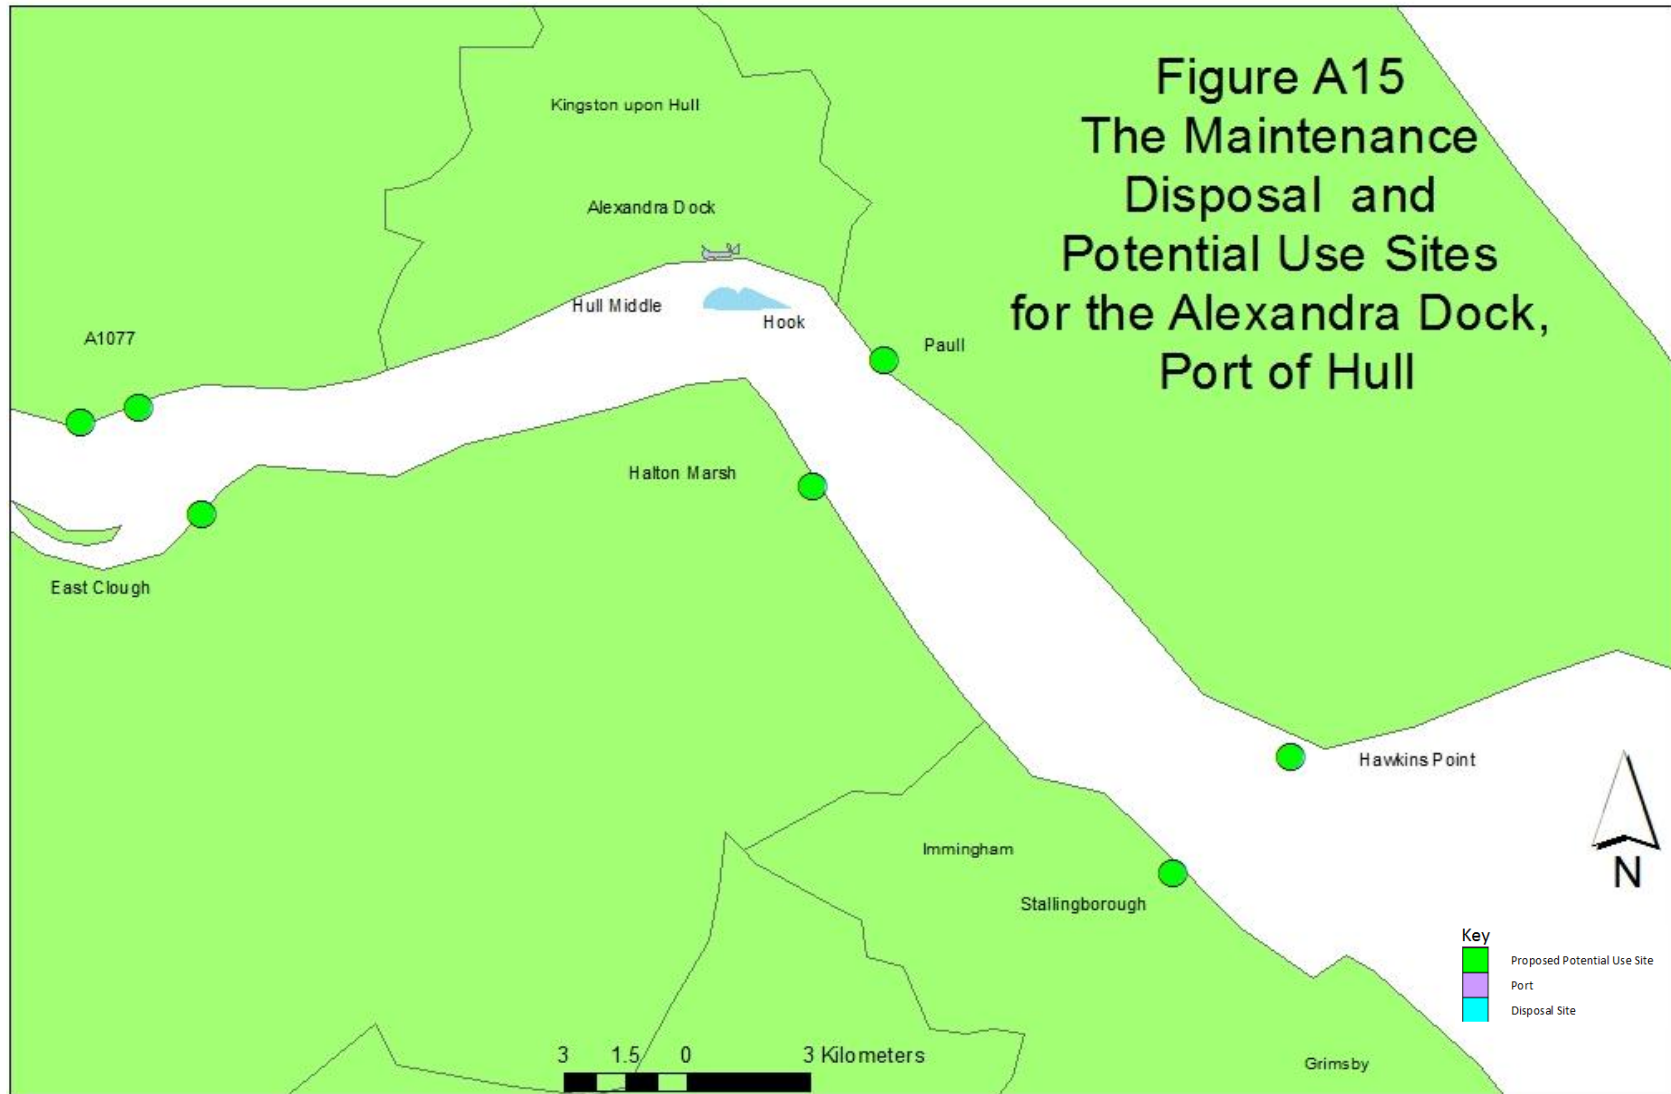 Figure A15
The Maintenance
Disposal and
Potential Use Sites
for the Alexandra Dock,
Port of Hull
Kingston upon Hull
Alexandra Dock
Hull Middle
Hook
A1077
Paull
Halton Marsh
East Clough
Hawkins Point
Immingham
Stallingborough
N
Key
Proposed Potential Use Site
Port
Disposal Site
3 1.5 0 3 Kilometers
Grimsby